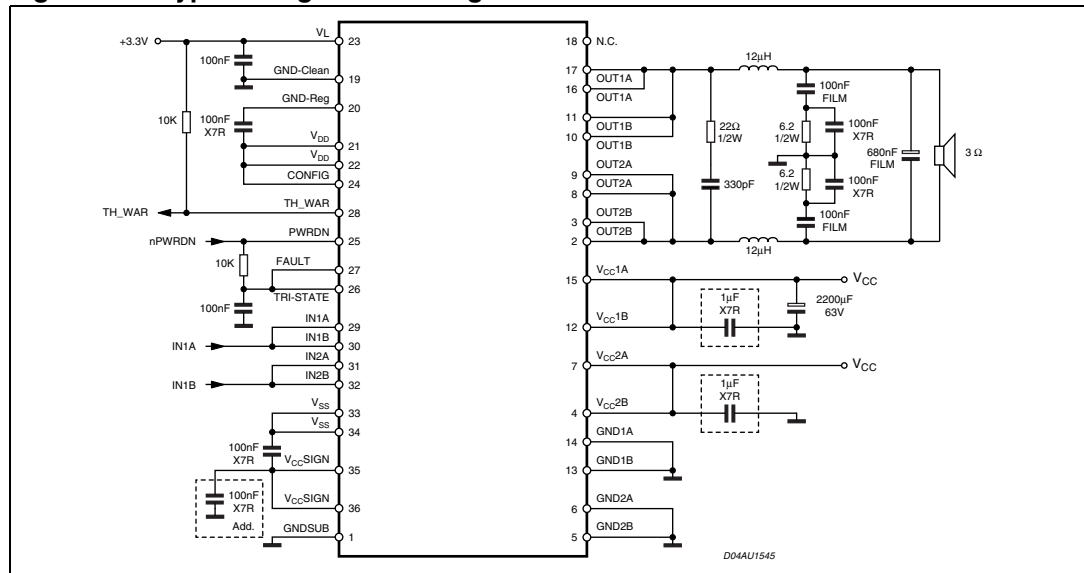 +3.3V
VL
23
100nF
GND-Clean
19
GND-Reg
20
10K
100nF
X7R
VDD
21
VDD
22
CONFIG
24
TH_WAR
TH_WAR
28
nPWRDN
PWRDN
25
10K
FAULT
27
26
TRI-STATE
100nF
IN1A
29
IN1A
IN1B
30
IN2A
31
IN1B
IN2B
32
VSS
33
VSS
34
100nF
X7R
VCCSIGN
35
100nF
X7R
Add.
VCCSIGN
36
GNDSUB
1
18
N.C.
17
OUT1A
16
OUT1A
11
OUT1B
10
OUT1B
OUT2A
9
OUT2A
8
OUT2B
3
OUT2B
2
12μH
22Ω
1/2W
330pF
12μH
100nF
FILM
6.2
1/2W
100nF
X7R
6.2
1/2W
100nF
X7R
100nF
FILM
680nF
FILM
3 Ω
15
VCC1A
VCC
1μF
X7R
2200μF
63V
12
VCC1B
7
VCC2A
VCC
1μF
X7R
4
VCC2B
14
GND1A
13
GND1B
6
GND2A
5
GND2B
D04AU1545